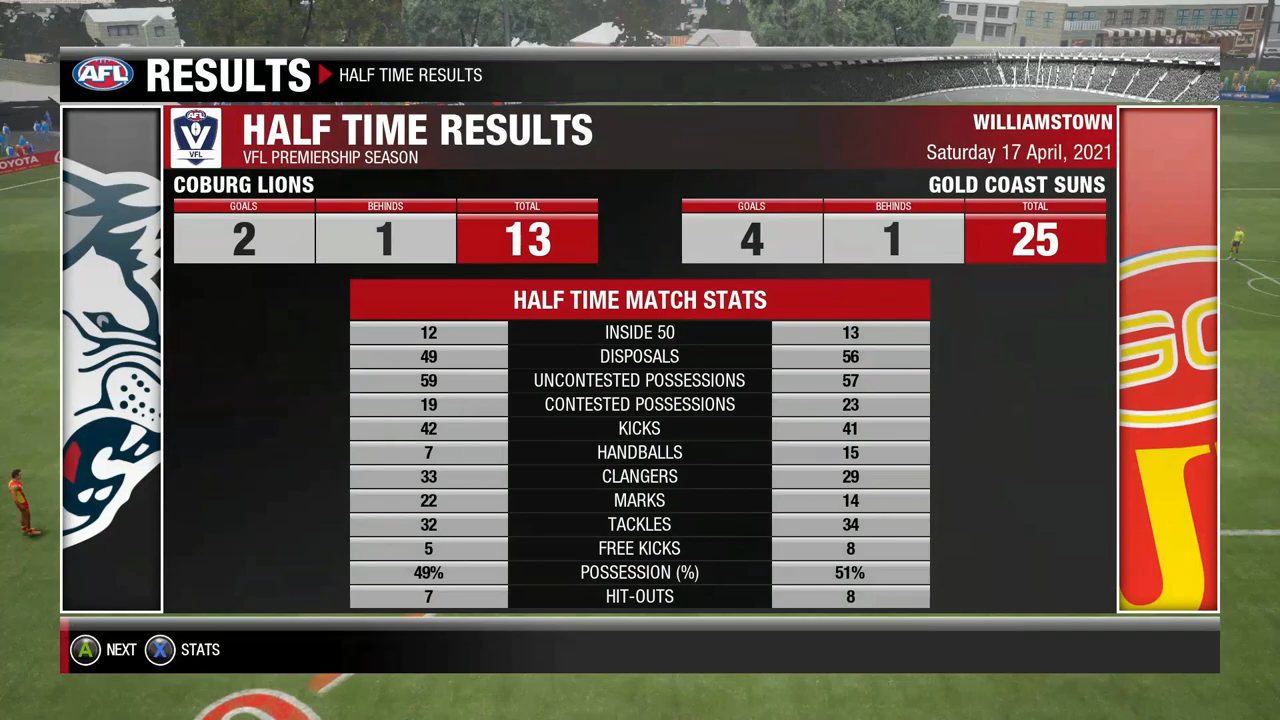 AFL RESULTS HALF TIME RESULTS
AFL
V
VFL
HALF TIME RESULTS
VFL PREMIERSHIP SEASON
WILLIAMSTOWN
Saturday 17 April, 2021
COBURG LIONS
GOLD COAST SUNS
GOALS BEHINDS TOTAL GOALS BEHINDS TOTAL
2 1 13 4 1 25
HALF TIME MATCH STATS
12 INSIDE 50 13
49 DISPOSALS 56
59 UNCONTESTED POSSESSIONS 57
19 CONTESTED POSSESSIONS 23
42 KICKS 41
7 HANDBALLS 15
33 CLANGERS 29
22 MARKS 14
32 TACKLES 34
5 FREE KICKS 8
49% POSSESSION (%) 51%
7 HIT-OUTS 8
GC
OYOTA
A NEXT X STATS